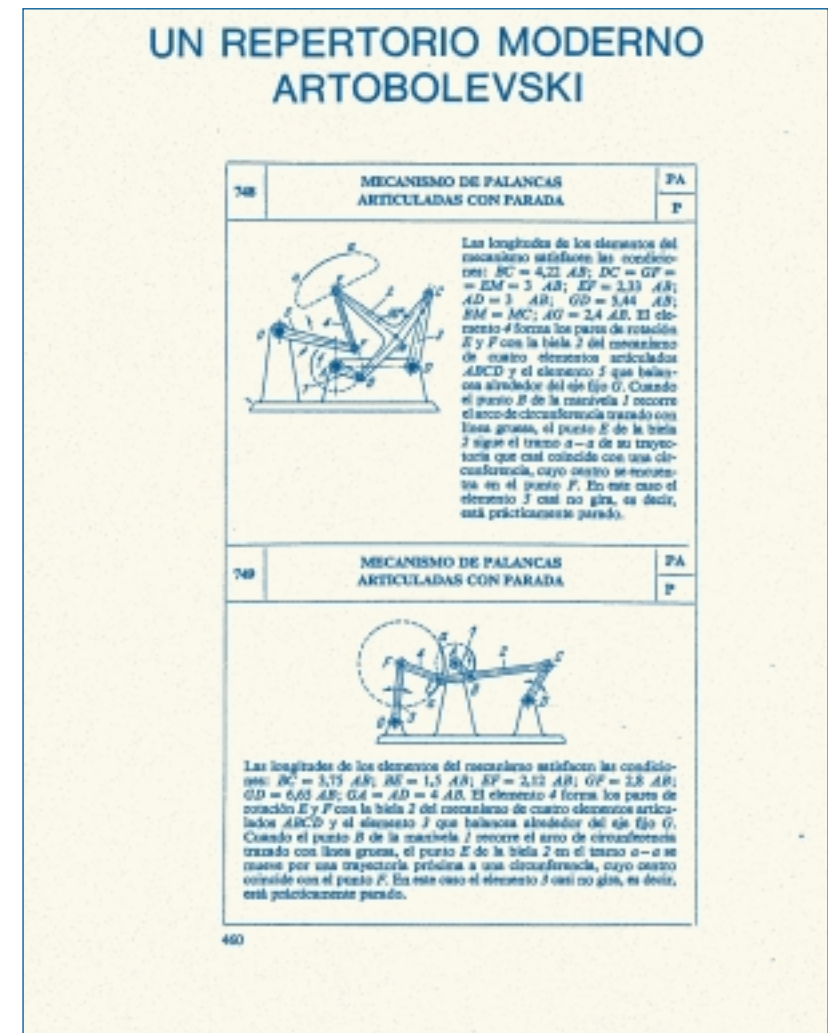 UN REPERTORIO MODERNO
ARTOBOLEVSKI
748
MECANISMO DE PALANCAS
ARTICULADAS CON PARADA
PA
P
Las longitudes de los elementos del
mecanismo satisfacen las condicio-
nes: BC = 4,22 AB; DC = GF =
= EM = 3 AB; EF = 2,33 AB;
AD = 3 AB; GD = 5,44 AB;
BM = MC; AG = 2,4 AB. El ele-
mento 4 forma los pares de rotación
E y F con la biela 2 del mecanismo
de cuatro elementos articulados
ABCD y el elemento 5 que balan-
cea alrededor del eje fijo G. Cuando
el punto B de la manivela 1 recorre
el arco de circunferencia trazado con
línea gruesa, el punto E de la biela
2 sigue el tramo a—a de su trayec-
toria que casi coincide con una cir-
cunferencia, cuyo centro se encuen-
tra en el punto F. En este caso el
elemento 5 casi no gira, es decir,
está prácticamente parado.
749
MECANISMO DE PALANCAS
ARTICULADAS CON PARADA
PA
P
Las longitudes de los elementos del mecanismo satisfacen las condicio-
nes: BC = 3,75 AB; BE = 1,5 AB; EF = 2,12 AB; GF = 2,8 AB;
GD = 6,65 AB; GA = AD = 4 AB. El elemento 4 forma los pares de
rotación E y F con la biela 2 del mecanismo de cuatro elementos articu-
lados ABCD y el elemento 3 que balancea alrededor del eje fijo G.
Cuando el punto B de la manivela 1 recorre el arco de circunferencia
trazado con línea gruesa, el punto E de la biela 2 en el tramo a—a se
mueve por una trayectoria próxima a una circunferencia, cuyo centro
coincide con el punto F. En este caso el elemento 3 casi no gira, es decir,
está prácticamente parado.
460